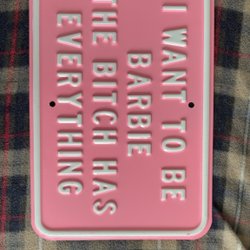 I WANT TO BE
BARBIE
THE BITCH HAS
EVERYTHING